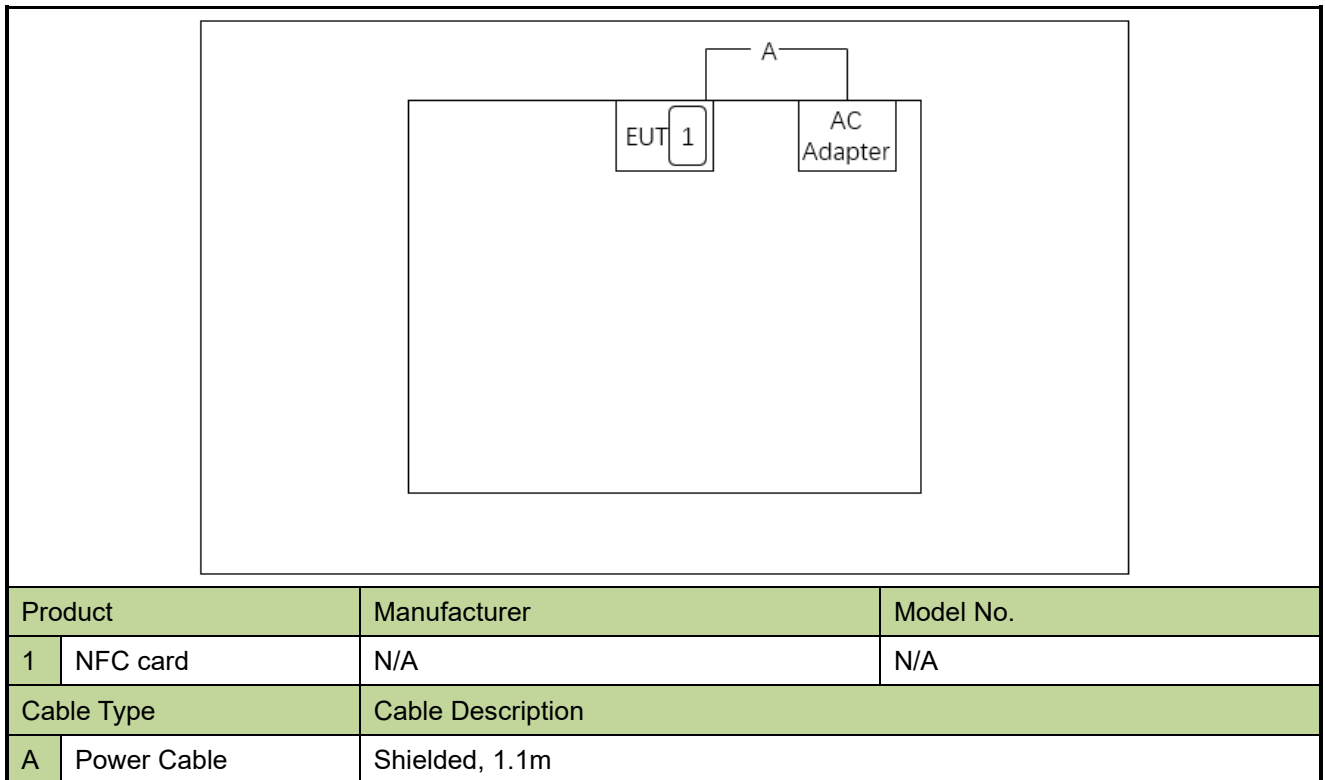 A
EUT 1
AC
Adapter
Product Manufacturer Model No.
1 NFC card N/A N/A
Cable Type Cable Description
A Power Cable Shielded, 1.1m